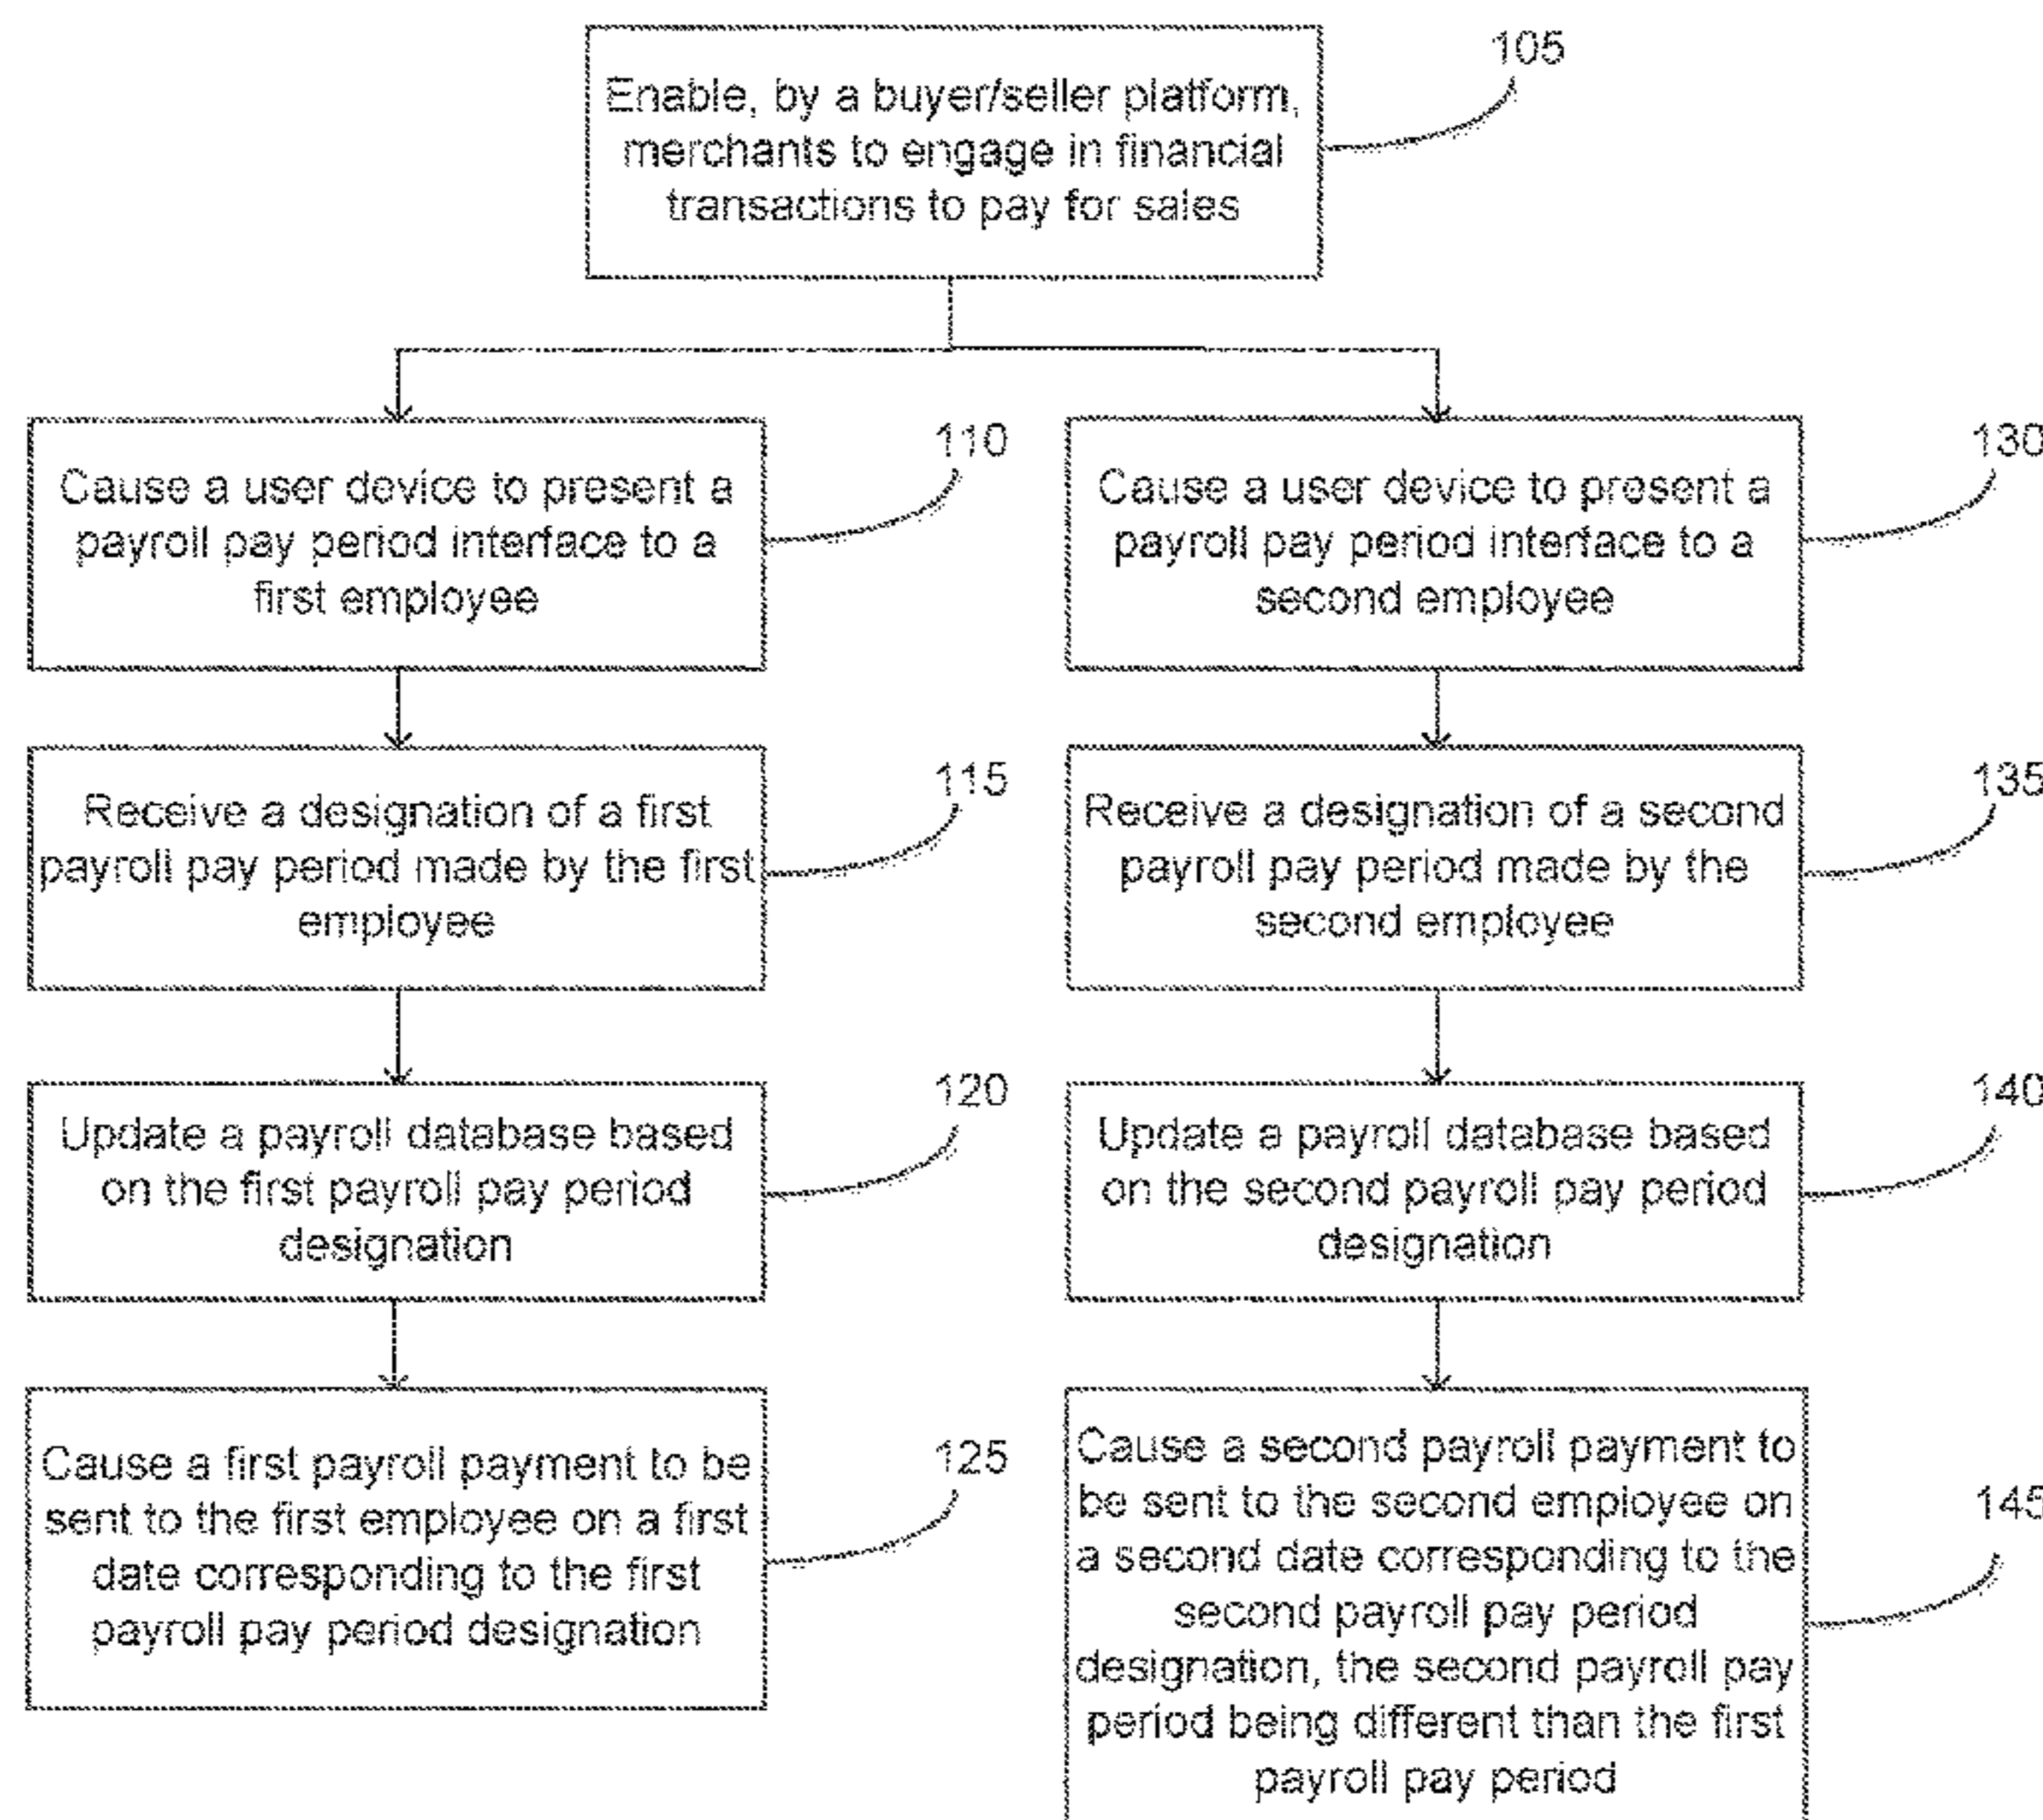 Enable, by a buyer/seller platform,
merchants to engage in financial
transactions to pay for sales
105
Cause a user device to present a
payroll pay period interface to a
first employee
110
Receive a designation of a first
payroll pay period made by the first
employee
115
Update a payroll database based
on the first payroll pay period
designation
120
Cause a first payroll payment to be
sent to the first employee on a first
date corresponding to the first
payroll pay period designation
125
Cause a user device to present a
payroll pay period interface to a
second employee
130
Receive a designation of a second
payroll pay period made by the
second employee
135
Update a payroll database based
on the second payroll pay period
designation
140
Cause a second payroll payment to
be sent to the second employee on
a second date corresponding to the
second payroll pay period
designation, the second payroll pay
period being different than the first
payroll pay period
145